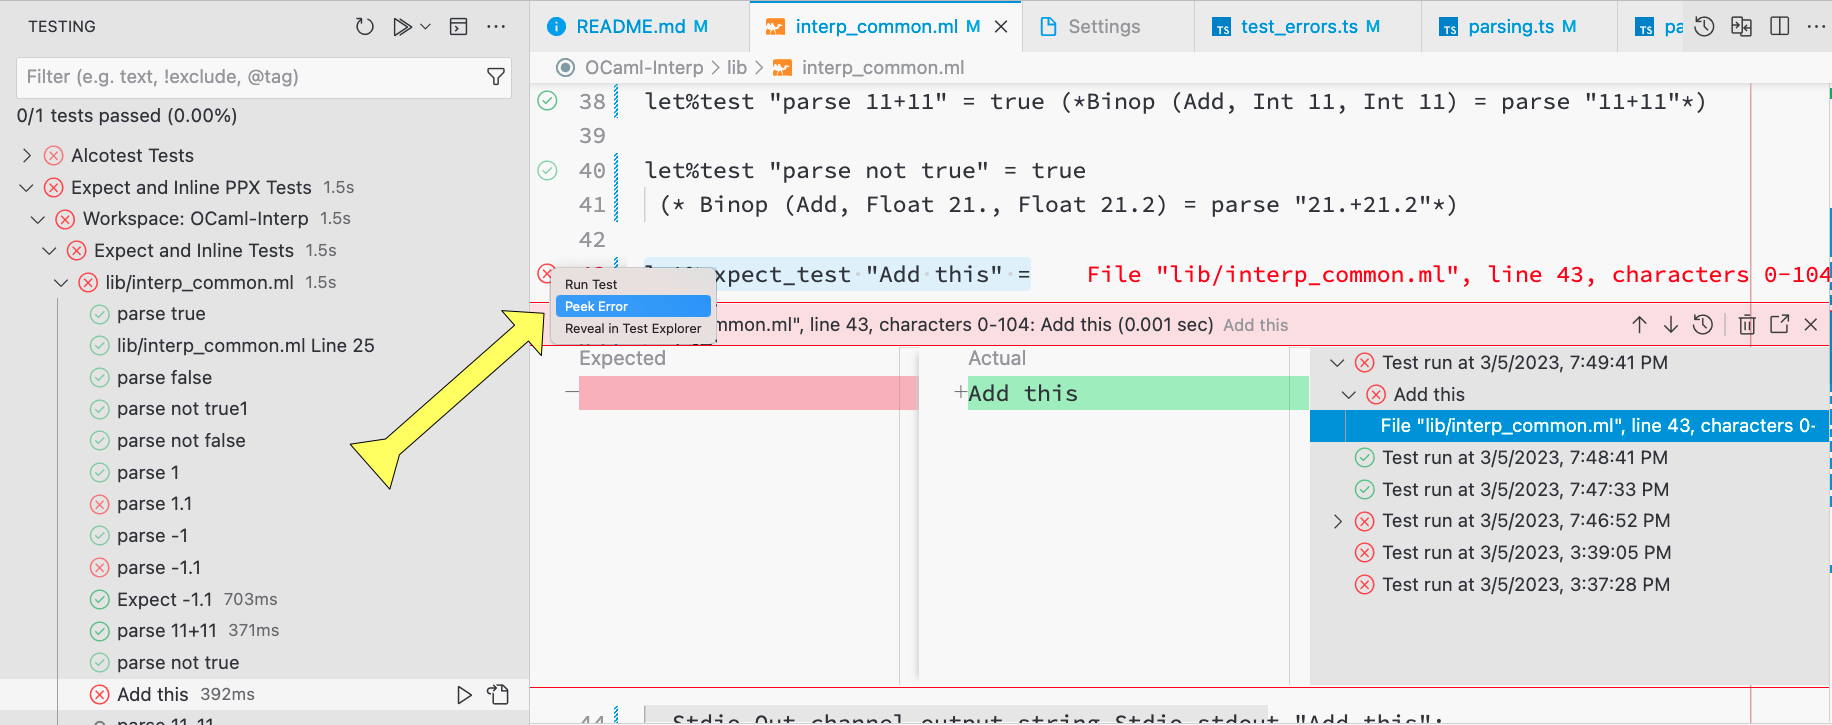 TESTING
Filter (e.g. text, !exclude, @tag)
0/1 tests passed (0.00%)
Alcotest Tests
Expect and Inline PPX Tests 1.5s
Workspace: OCaml-Interp 1.5s
Expect and Inline Tests 1.5s
lib/interp_common.ml 1.5s
parse true
lib/interp_common.ml Line 25
parse false
parse not true1
parse not false
parse 1
parse 1.1
parse -1
parse -1.1
Expect -1.1 703ms
parse 11+11 371ms
parse not true
Add this 392ms
README.md M
interp_common.ml M
Settings
TS test_errors.ts M
TS parsing.ts M
TS pa
OCaml-Interp > lib > interp_common.ml
38 let%test "parse 11+11" = true (*Binop (Add, Int 11, Int 11) = parse "11+11"*)
39
40 let%test "parse not true" = true
41 (* Binop (Add, Float 21., Float 21.2) = parse "21.+21.2"*)
42
xpect_test "Add this" = File "lib/interp_common.ml", line 43, characters 0-104
Run Test
Peek Error
Reveal in Test Explorer
mmon.ml", line 43, characters 0-104: Add this (0.001 sec) Add this
Expected
Actual
Add this
Test run at 3/5/2023, 7:49:41 PM
Add this
File "lib/interp_common.ml", line 43, characters 0-
Test run at 3/5/2023, 7:48:41 PM
Test run at 3/5/2023, 7:47:33 PM
Test run at 3/5/2023, 7:46:52 PM
Test run at 3/5/2023, 3:39:05 PM
Test run at 3/5/2023, 3:37:28 PM
44 Stdio.Out_channel.output_string Stdio.stdout "Add this";